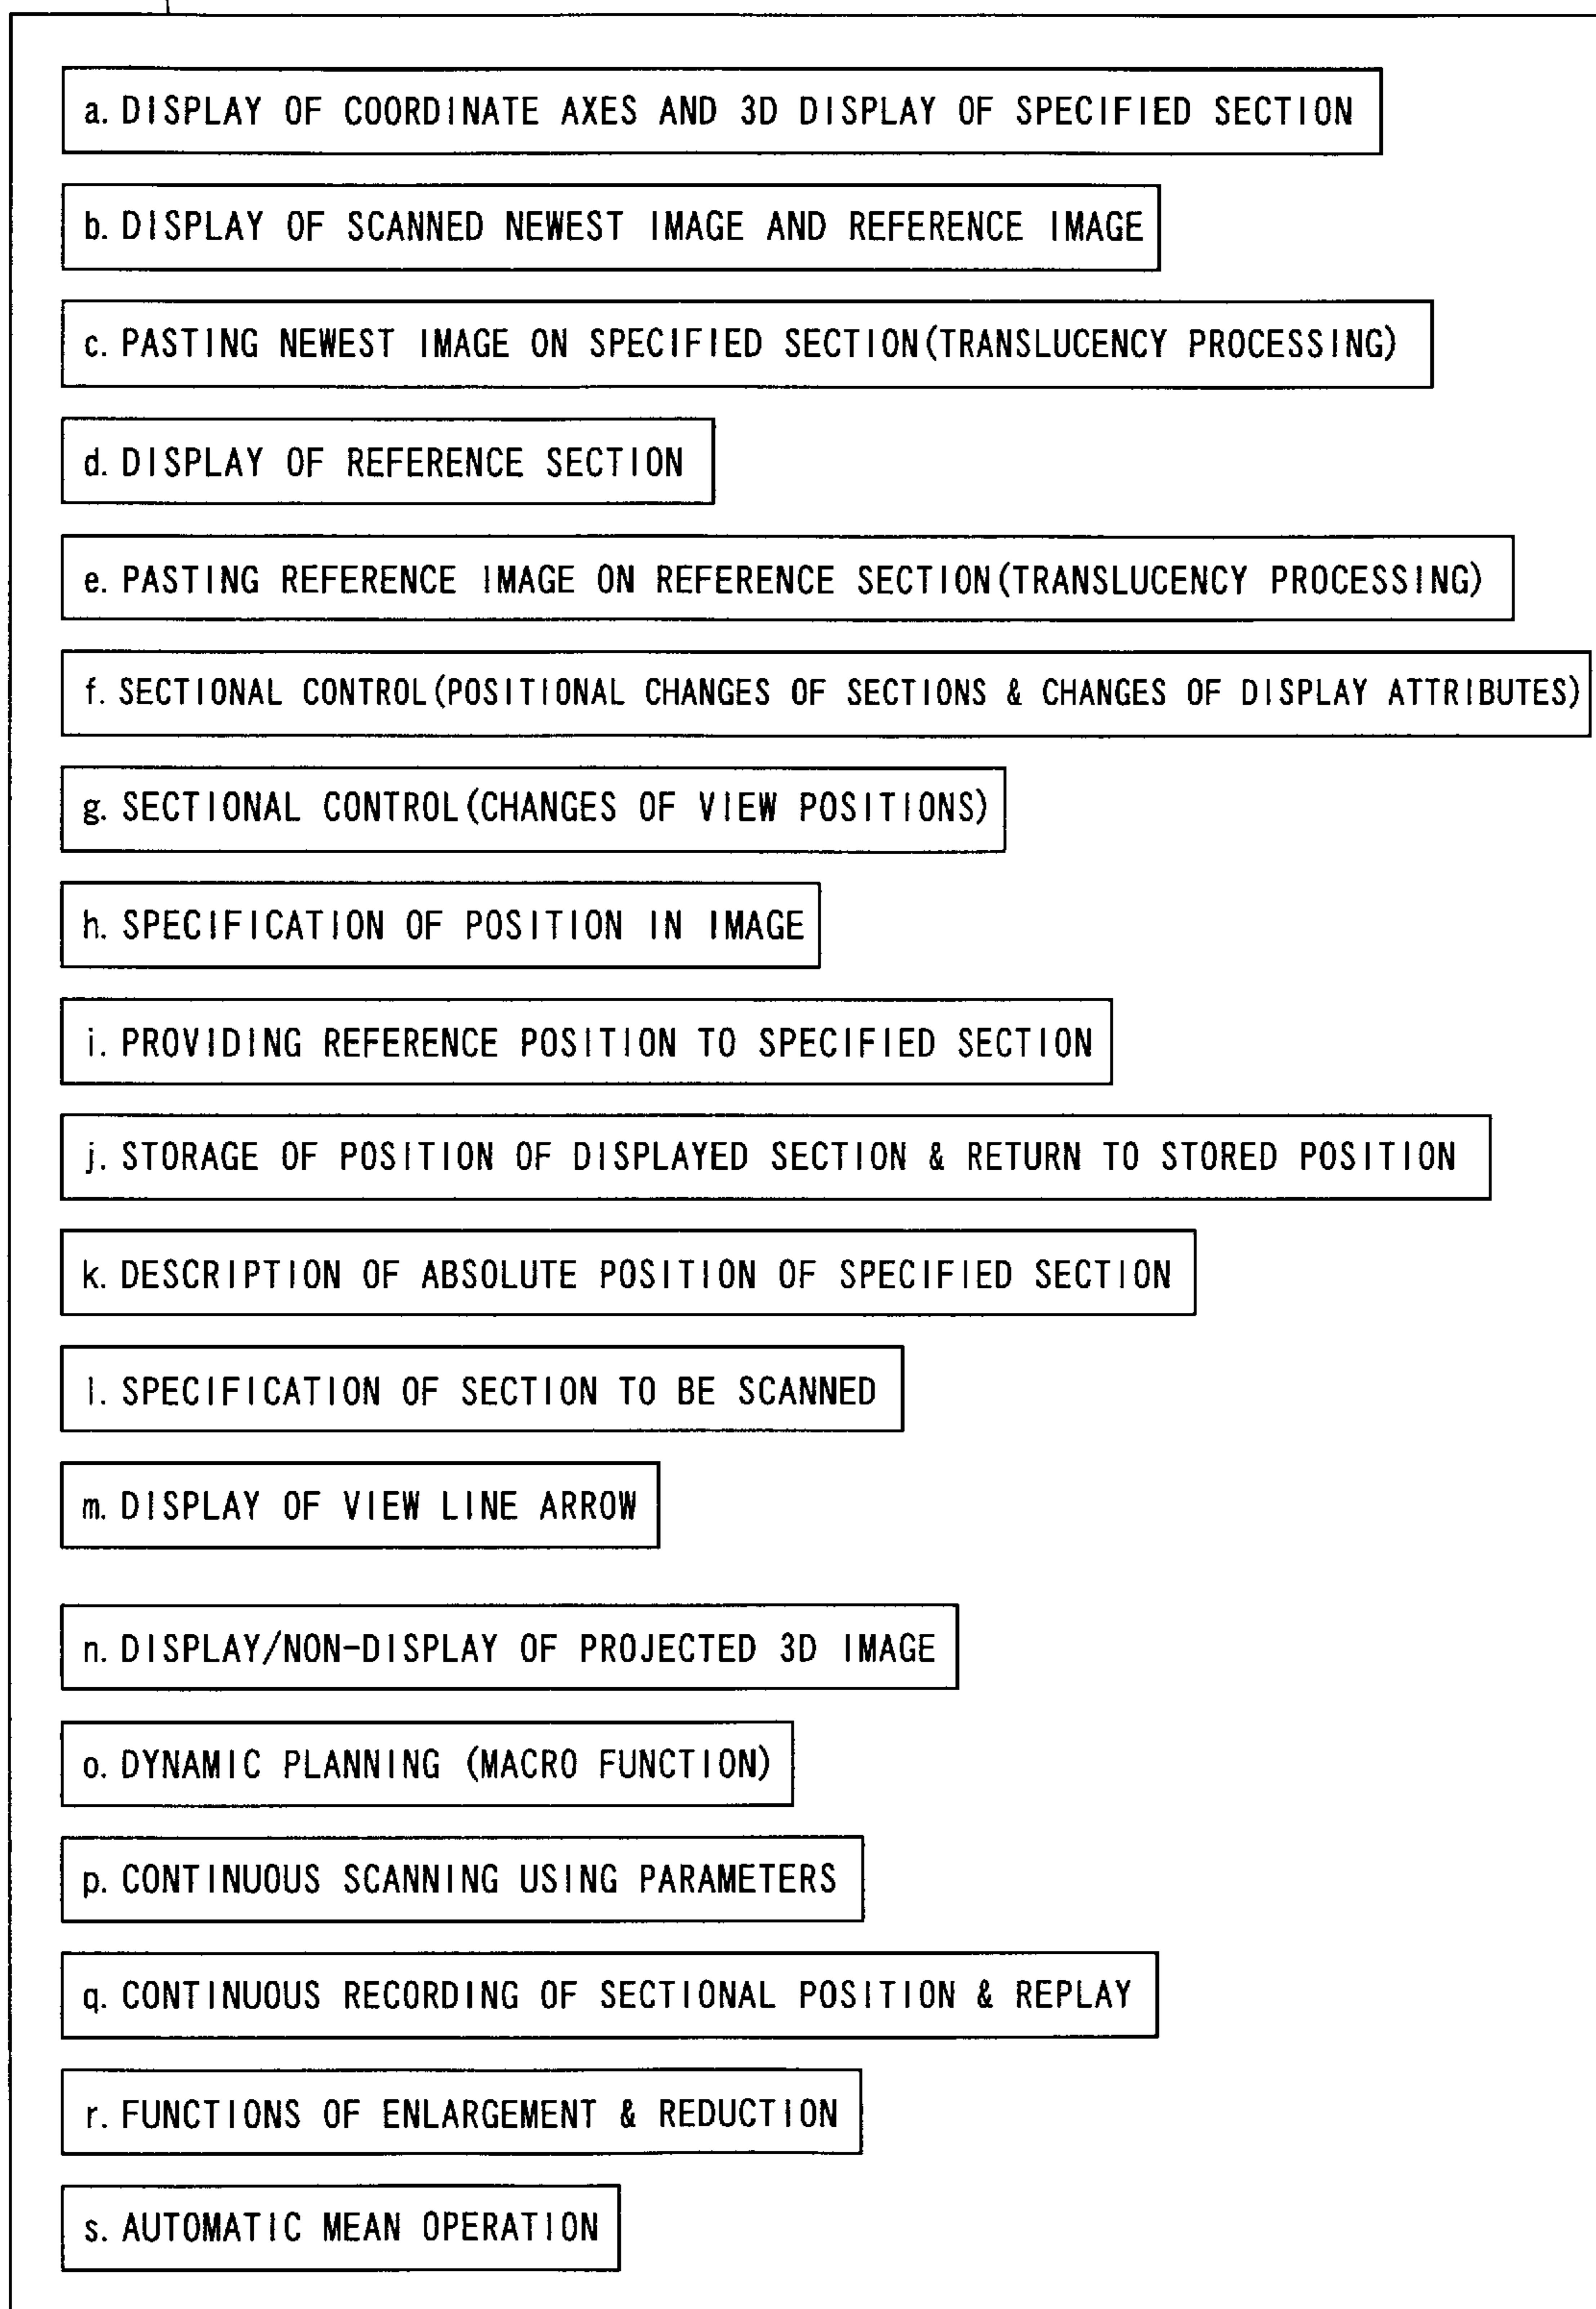 a. DISPLAY OF COORDINATE AXES AND 3D DISPLAY OF SPECIFIED SECTION
b. DISPLAY OF SCANNED NEWEST IMAGE AND REFERENCE IMAGE
c. PASTING NEWEST IMAGE ON SPECIFIED SECTION(TRANSLUCENCY PROCESSING)
d. DISPLAY OF REFERENCE SECTION
e. PASTING REFERENCE IMAGE ON REFERENCE SECTION(TRANSLUCENCY PROCESSING)
f. SECTIONAL CONTROL(POSITIONAL CHANGES OF SECTIONS & CHANGES OF DISPLAY ATTRIBUTES)
g. SECTIONAL CONTROL(CHANGES OF VIEW POSITIONS)
h. SPECIFICATION OF POSITION IN IMAGE
i. PROVIDING REFERENCE POSITION TO SPECIFIED SECTION
j. STORAGE OF POSITION OF DISPLAYED SECTION & RETURN TO STORED POSITION
k. DESCRIPTION OF ABSOLUTE POSITION OF SPECIFIED SECTION
l. SPECIFICATION OF SECTION TO BE SCANNED
m. DISPLAY OF VIEW LINE ARROW
n. DISPLAY/NON-DISPLAY OF PROJECTED 3D IMAGE
o. DYNAMIC PLANNING (MACRO FUNCTION)
p. CONTINUOUS SCANNING USING PARAMETERS
q. CONTINUOUS RECORDING OF SECTIONAL POSITION & REPLAY
r. FUNCTIONS OF ENLARGEMENT & REDUCTION
s. AUTOMATIC MEAN OPERATION